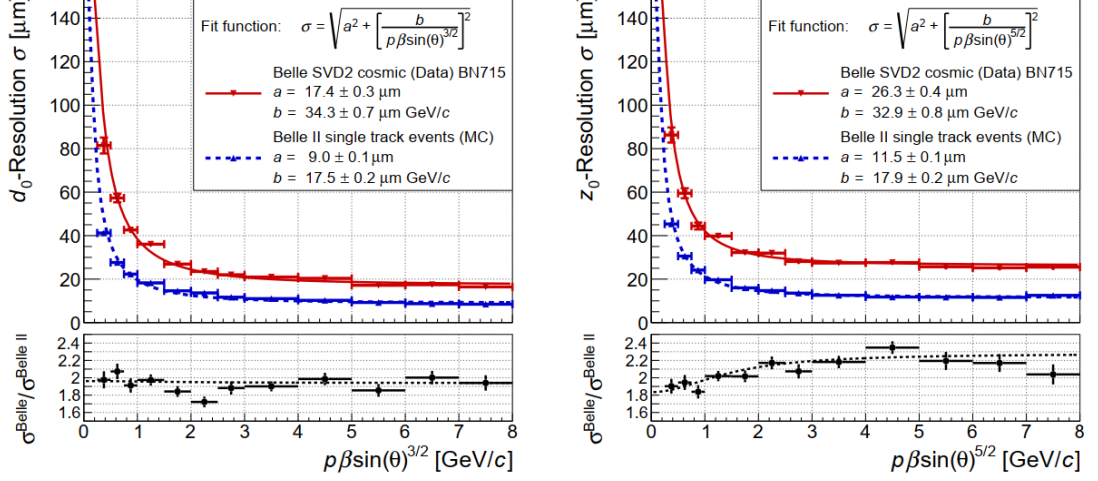 d0-Resolution σ [μm]
140
120
100
80
60
40
20
0
Fit function: σ = √(a² + [b / pβsin(θ)^3/2]²)
Belle SVD2 cosmic (Data) BN715
a = 17.4 ± 0.3 μm
b = 34.3 ± 0.7 μm GeV/c
Belle II single track events (MC)
a = 9.0 ± 0.1 μm
b = 17.5 ± 0.2 μm GeV/c
σ^Belle/σ^Belle II
2.4
2.2
2
1.8
1.6
0 1 2 3 4 5 6 7 8
pβsin(θ)^3/2 [GeV/c]
z0-Resolution σ [μm]
140
120
100
80
60
40
20
0
Fit function: σ = √(a² + [b / pβsin(θ)^5/2]²)
Belle SVD2 cosmic (Data) BN715
a = 26.3 ± 0.4 μm
b = 32.9 ± 0.8 μm GeV/c
Belle II single track events (MC)
a = 11.5 ± 0.1 μm
b = 17.9 ± 0.2 μm GeV/c
σ^Belle/σ^Belle II
2.4
2.2
2
1.8
1.6
0 1 2 3 4 5 6 7 8
pβsin(θ)^5/2 [GeV/c]